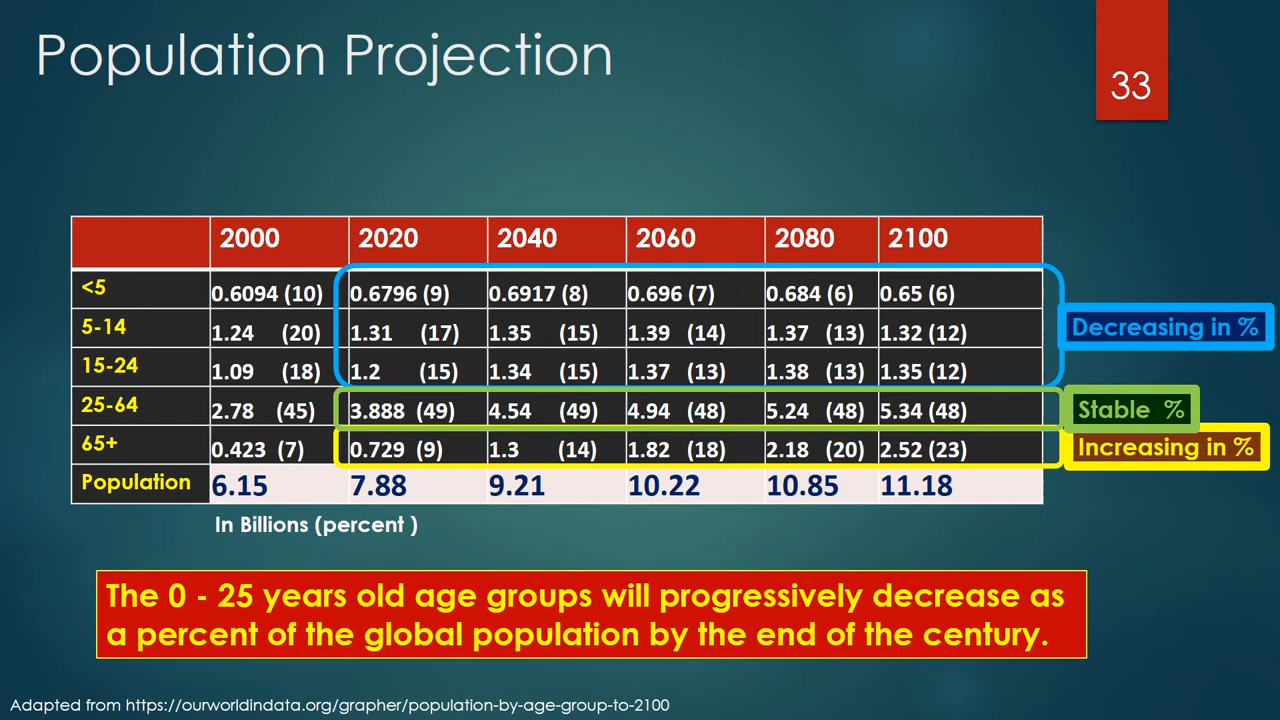 Population Projection
33
2000 2020 2040 2060 2080 2100
<5 0.6094 (10) 0.6796 (9) 0.6917 (8) 0.696 (7) 0.684 (6) 0.65 (6)
5-14 1.24 (20) 1.31 (17) 1.35 (15) 1.39 (14) 1.37 (13) 1.32 (12)
Decreasing in %
15-24 1.09 (18) 1.2 (15) 1.34 (15) 1.37 (13) 1.38 (13) 1.35 (12)
25-64 2.78 (45) 3.888 (49) 4.54 (49) 4.94 (48) 5.24 (48) 5.34 (48)
Stable %
65+ 0.423 (7) 0.729 (9) 1.3 (14) 1.82 (18) 2.18 (20) 2.52 (23)
Increasing in %
Population 6.15 7.88 9.21 10.22 10.85 11.18
In Billions (percent )
The 0 - 25 years old age groups will progressively decrease as
a percent of the global population by the end of the century.
Adapted from https://ourworldindata.org/grapher/population-by-age-group-to-2100